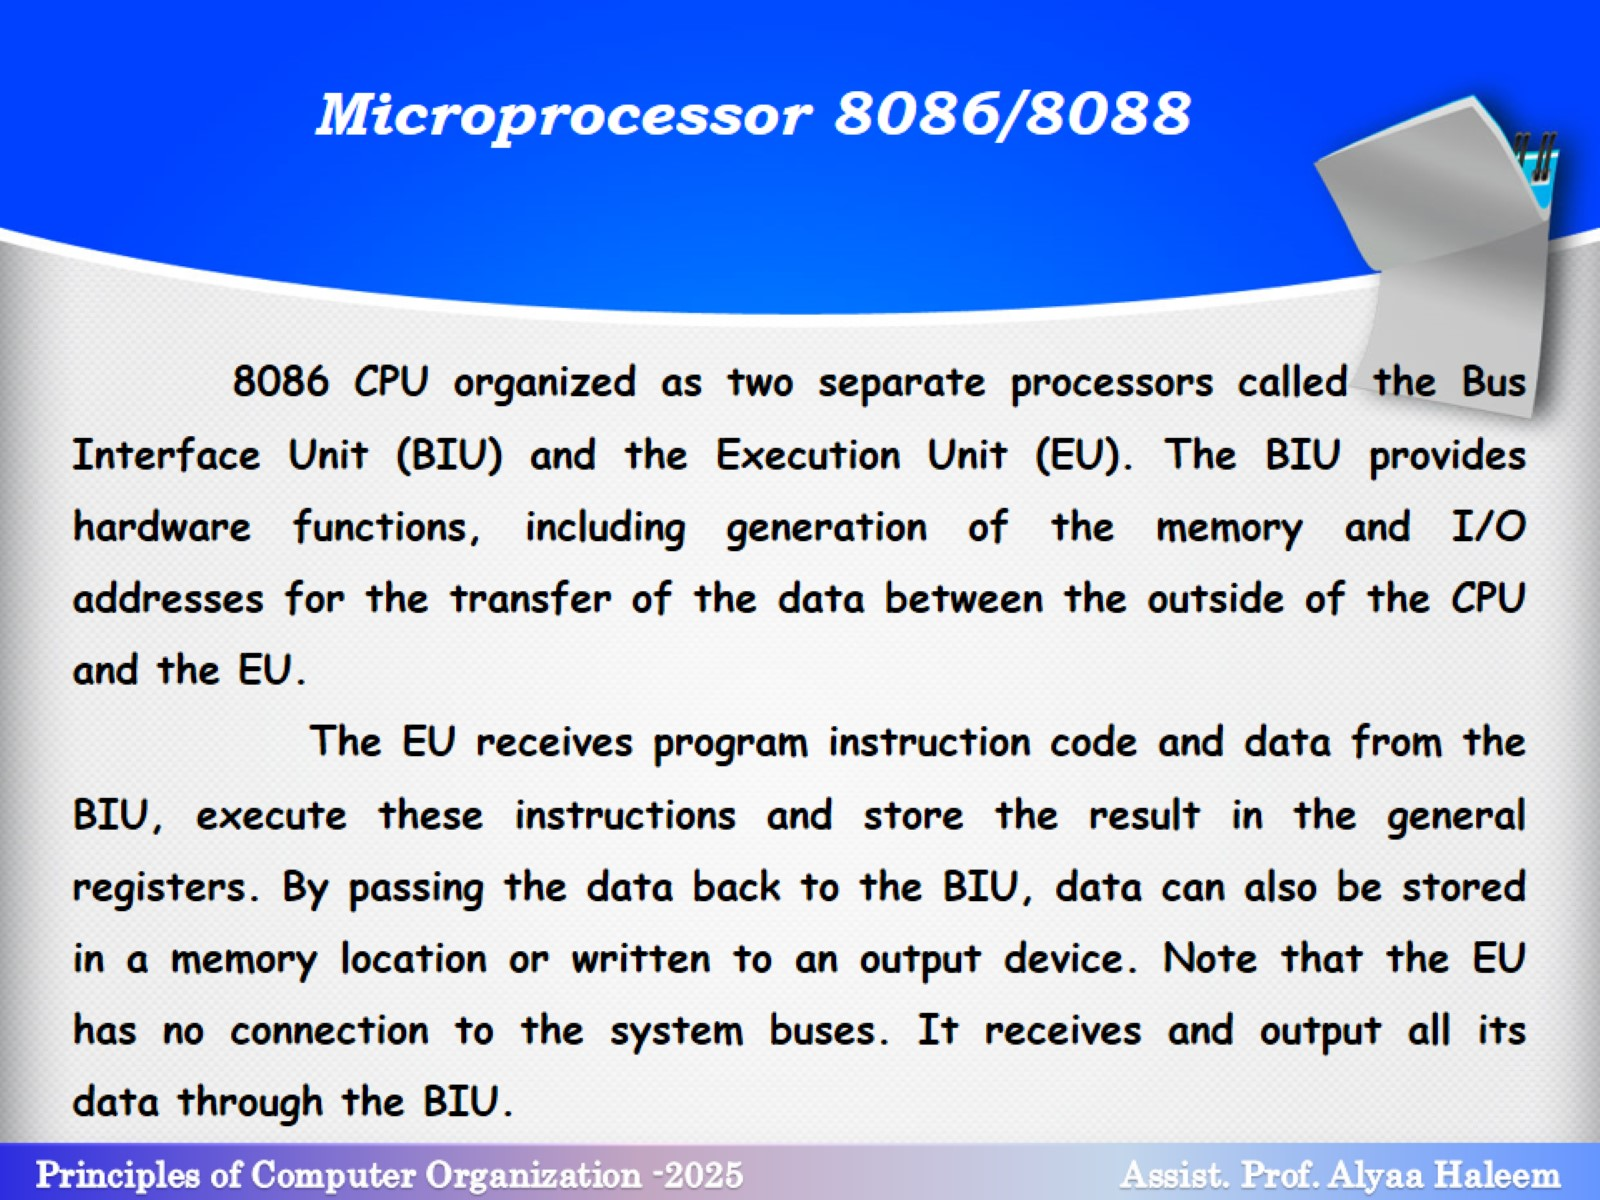 Microprocessor 8086/8088
8086 CPU organized as two separate processors called the Bus
Interface Unit (BIU) and the Execution Unit (EU). The BIU provides
hardware functions, including generation of the memory and I/O
addresses for the transfer of the data between the outside of the CPU
and the EU.
The EU receives program instruction code and data from the
BIU, execute these instructions and store the result in the general
registers. By passing the data back to the BIU, data can also be stored
in a memory location or written to an output device. Note that the EU
has no connection to the system buses. It receives and output all its
data through the BIU.
Principles of Computer Organization -2025 Assist. Prof. Alyaa Haleem